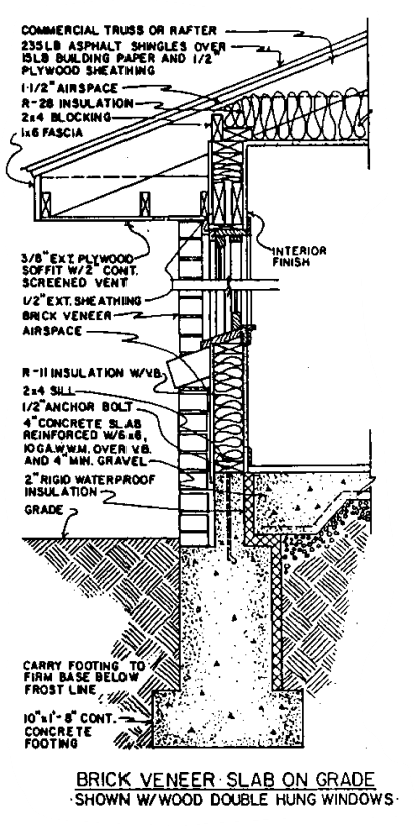 COMMERCIAL TRUSS OR RAFTER
235LB ASPHALT SHINGLES OVER
15LB BUILDING PAPER AND 1/2"
PLYWOOD SHEATHING
1-1/2" AIRSPACE
R-28 INSULATION
2x4 BLOCKING
1x6 FASCIA
INTERIOR
FINISH
3/8" EXT. PLYWOOD
SOFFIT W/2" CONT.
SCREENED VENT
1/2" EXT. SHEATHING
BRICK VENEER
AIRSPACE
R-11 INSULATION W/V.B.
2x4 SILL
1/2" ANCHOR BOLT
4" CONCRETE SLAB
REINFORCED W/6x6,
10GA.W.W.M. OVER V.B.
AND 4" MIN. GRAVEL
2" RIGID WATERPROOF
INSULATION
GRADE
CARRY FOOTING TO
FIRM BASE BELOW
FROST LINE
10"x1'-8" CONT.
CONCRETE
FOOTING
BRICK VENEER · SLAB ON GRADE
·SHOWN W/WOOD DOUBLE HUNG WINDOWS·